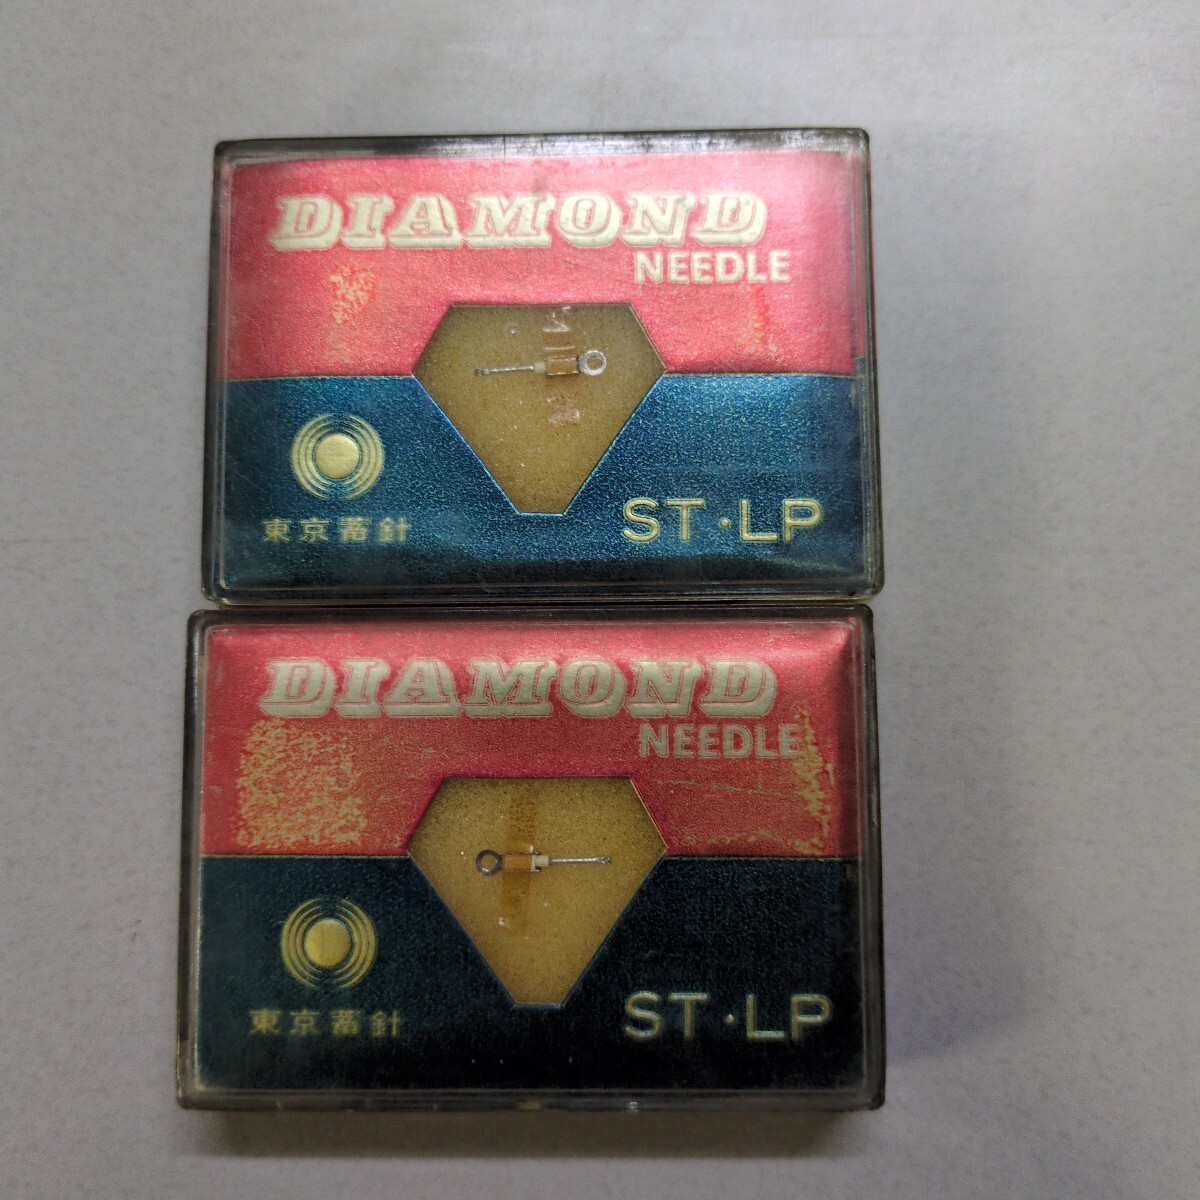 DIAMOND
NEEDLE
ST·LP
東京蓄針
DIAMOND
NEEDLE
ST·LP
東京蓄針